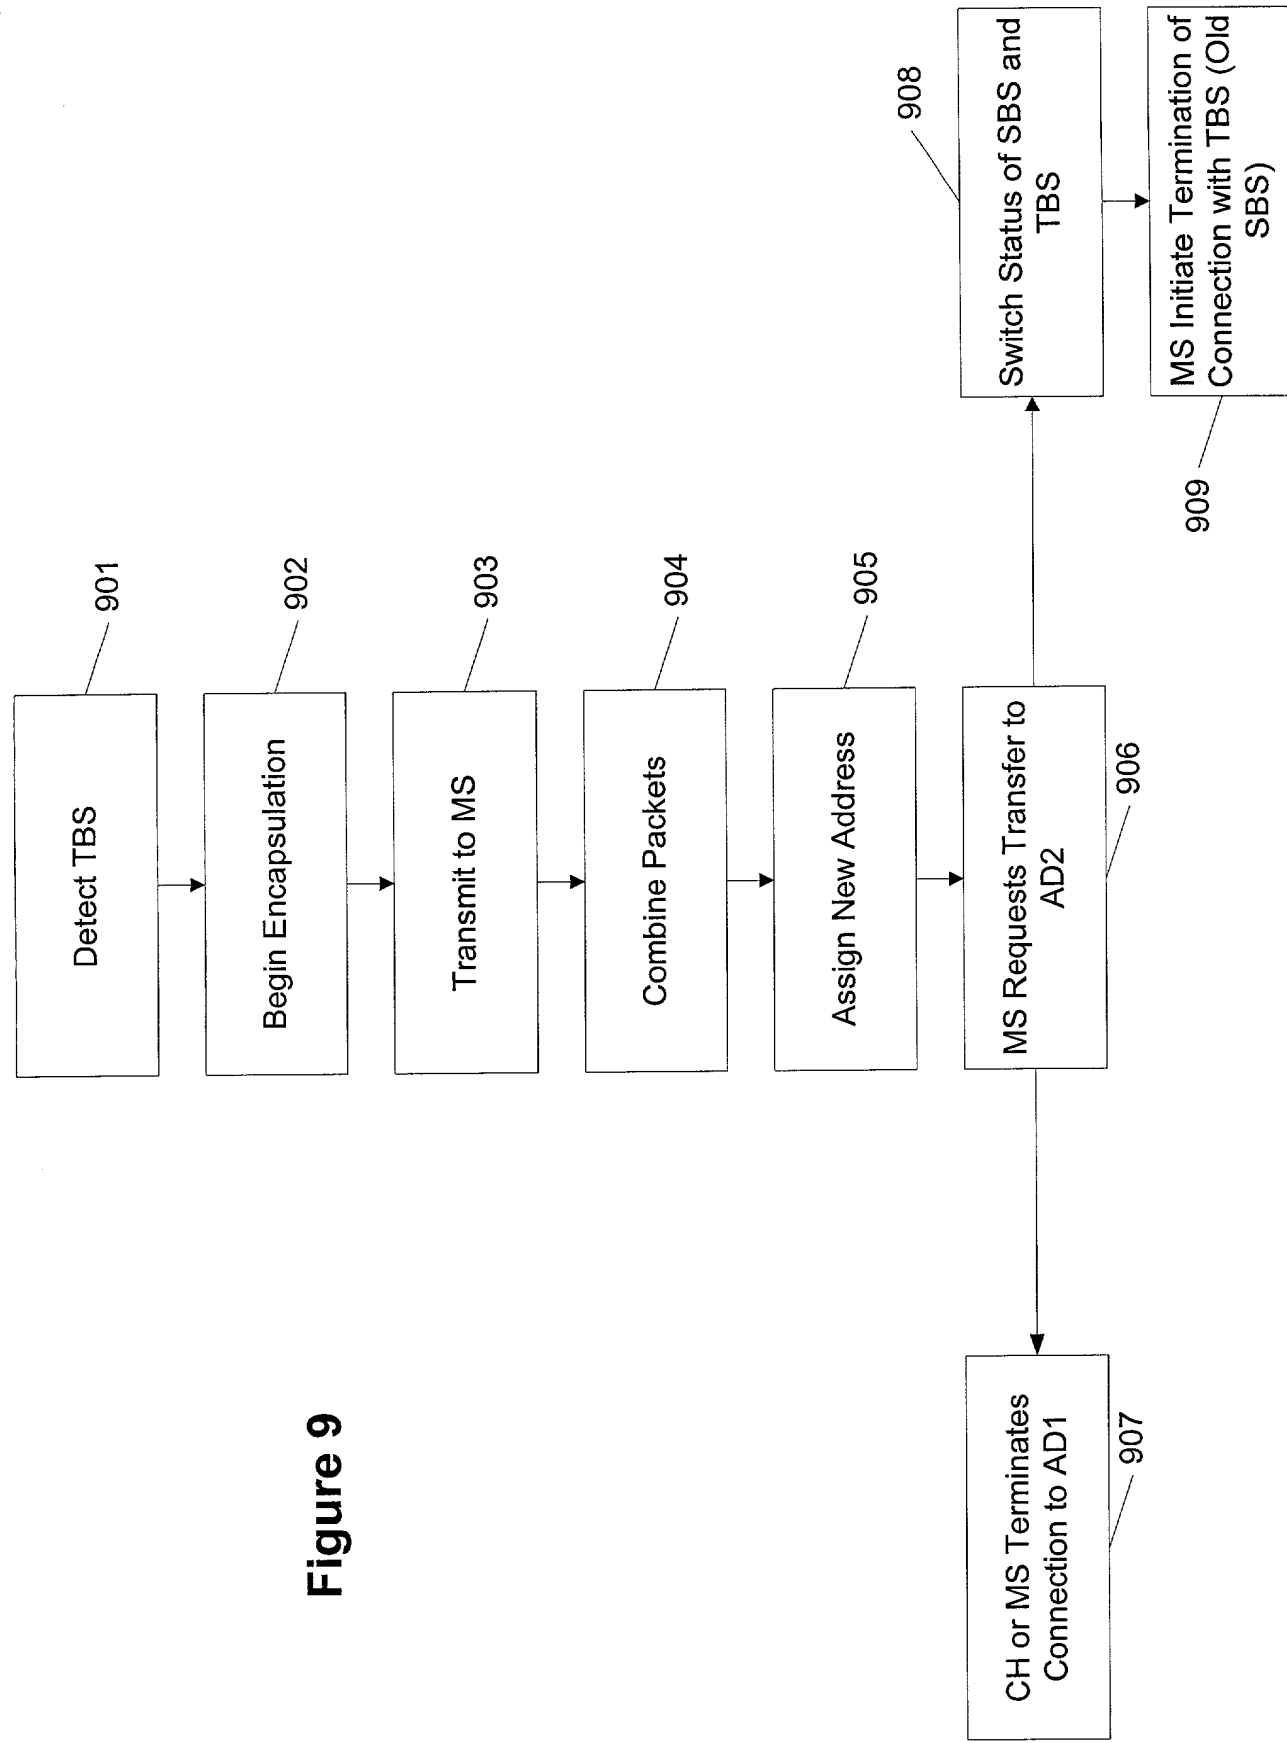 Figure 9
Detect TBS
901
Begin Encapsulation
902
Transmit to MS
903
Combine Packets
904
Assign New Address
905
MS Requests Transfer to
AD2
906
CH or MS Terminates
Connection to AD1
907
908
Switch Status of SBS and
TBS
MS Initiate Termination of
Connection with TBS (Old
SBS)
909